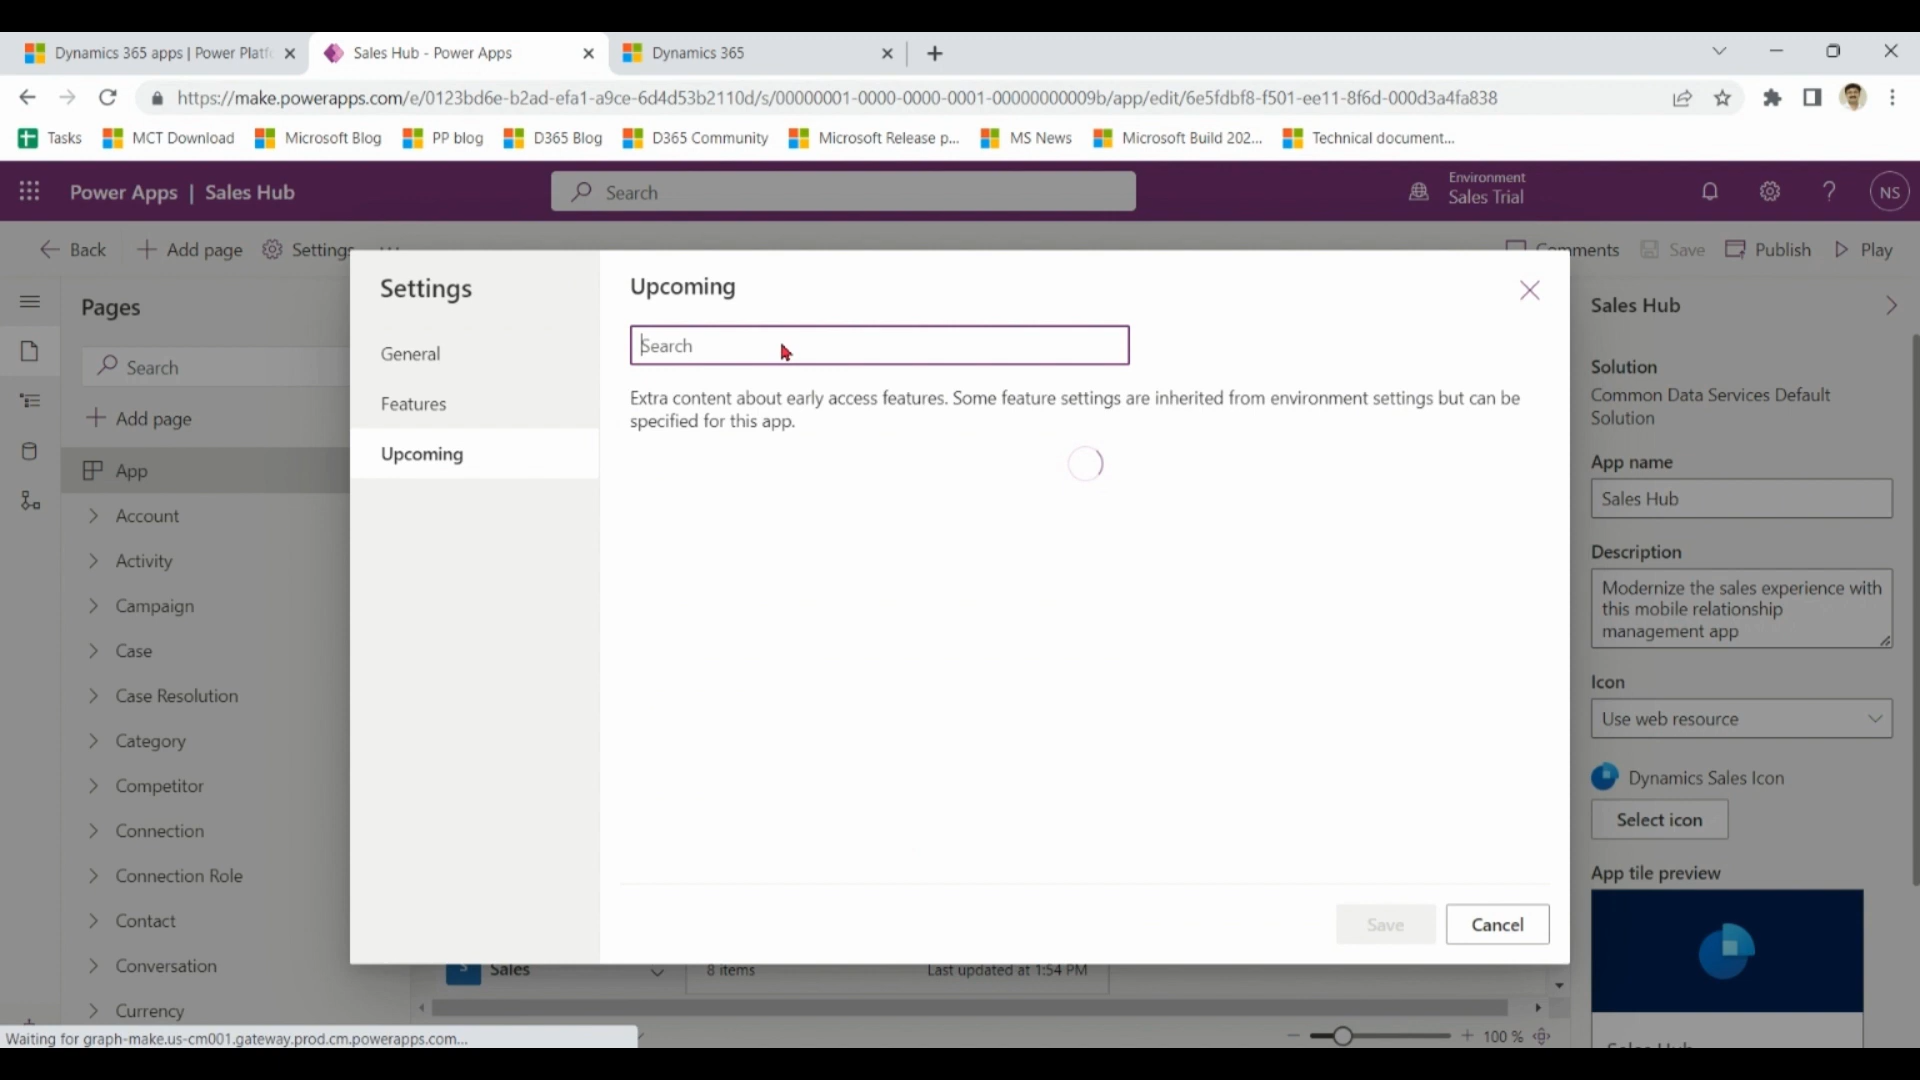 Dynamics 365 apps | Power Platf
Sales Hub - Power Apps
Dynamics 365
https://make.powerapps.com/e/0123bd6e-b2ad-efa1-a9ce-6d4d53b2110d/s/00000001-0000-0000-0001-00000000009b/app/edit/6e5fdbf8-f501-ee11-8f6d-000d3a4fa838
Tasks
MCT Download
Microsoft Blog
PP blog
D365 Blog
D365 Community
Microsoft Release p...
MS News
Microsoft Build 202...
Technical document...
Power Apps | Sales Hub
Search
Environment
Sales Trial
NS
Back
Add page
Settings
Comments
Save
Publish
Play
Pages
Search
Add page
App
Account
Activity
Campaign
Case
Case Resolution
Category
Competitor
Connection
Connection Role
Contact
Conversation
Currency
Settings
General
Features
Upcoming
Upcoming
Search
Extra content about early access features. Some feature settings are inherited from environment settings but can be
specified for this app.
Save
Cancel
S
Sales
8 items
Last updated at 1:54 PM
100 %
Waiting for graph-make.us-cm001.gateway.prod.cm.powerapps.com...
Sales Hub
Solution
Common Data Services Default
Solution
App name
Sales Hub
Description
Modernize the sales experience with
this mobile relationship
management app
Icon
Use web resource
Dynamics Sales Icon
Select icon
App tile preview
Sales Hub